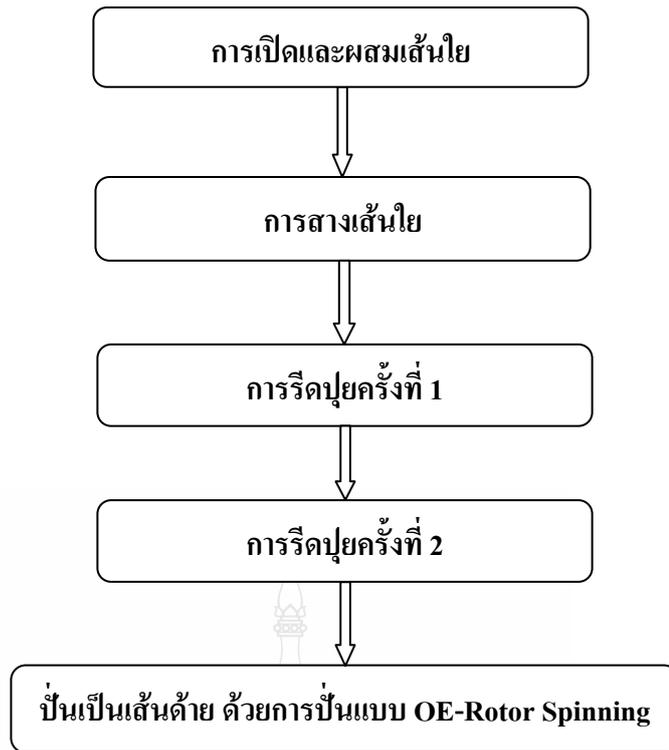 การเปิดและผสมเส้นใย
การสางเส้นใย
การรีดปุยครั้งที่ 1
การรีดปุยครั้งที่ 2
ปั่นเป็นเส้นด้าย ด้วยการปั่นแบบ OE-Rotor Spinning